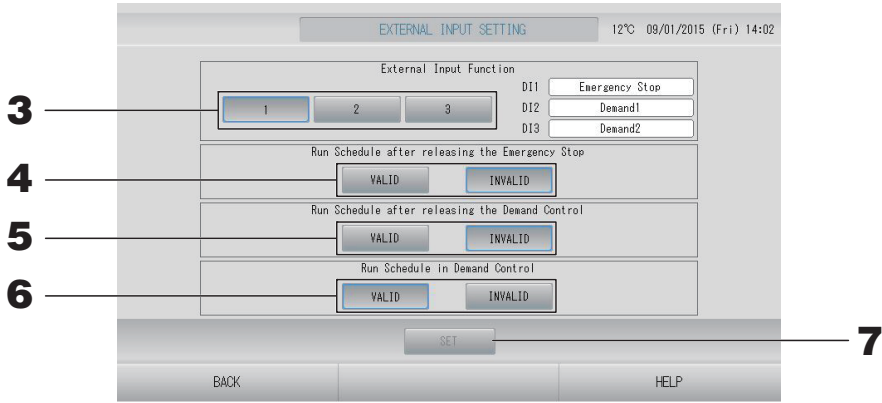 EXTERNAL INPUT SETTING 12℃ 09/01/2015 (Fri) 14:02
External Input Function
DI1 Emergency Stop
3 1 2 3 DI2 Demand1
DI3 Demand2
Run Schedule after releasing the Emergency Stop
4 VALID INVALID
Run Schedule after releasing the Demand Control
5 VALID INVALID
Run Schedule in Demand Control
6 VALID INVALID
SET 7
BACK HELP